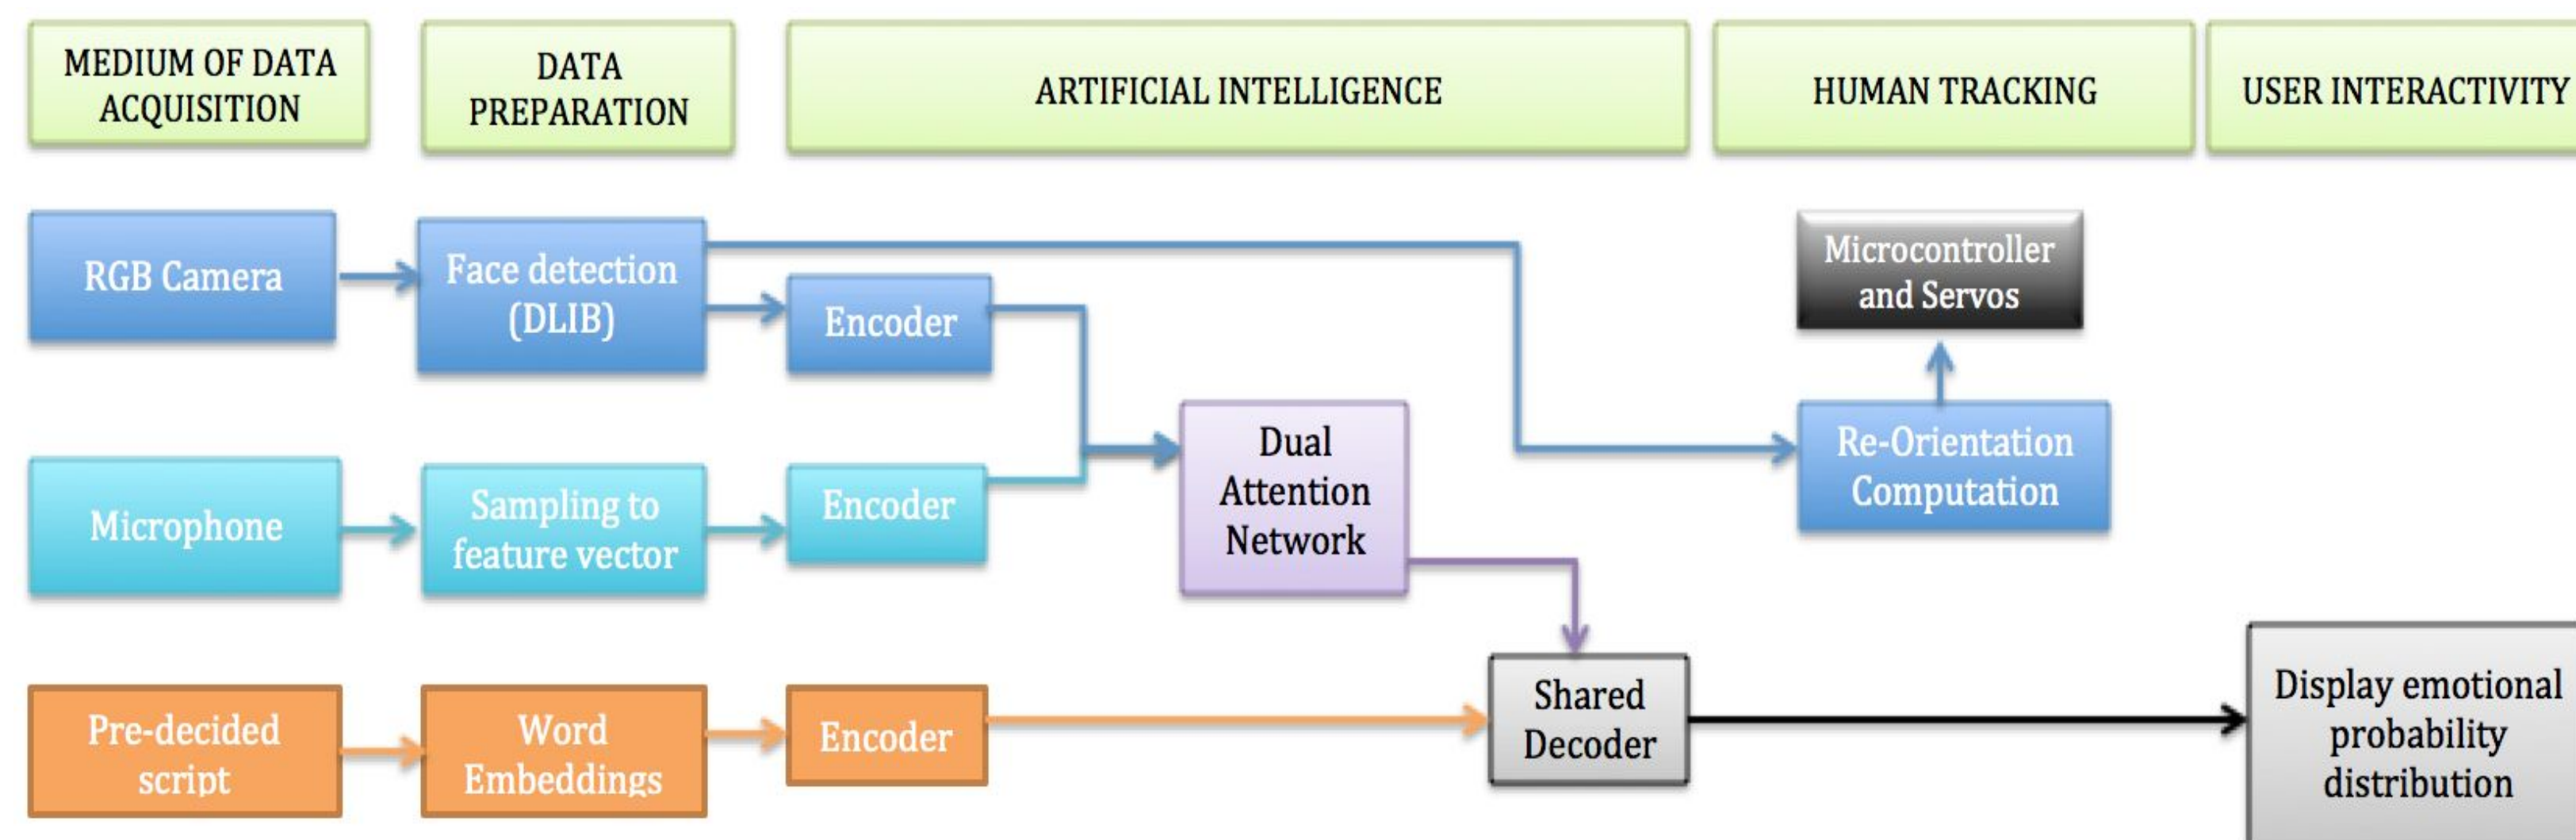 MEDIUM OF DATA
ACQUISITION
DATA
PREPARATION
ARTIFICIAL INTELLIGENCE
HUMAN TRACKING
USER INTERACTIVITY
RGB Camera
Face detection
(DLIB)
Encoder
Microcontroller
and Servos
Microphone
Sampling to
feature vector
Encoder
Dual
Attention
Network
Re-Orientation
Computation
Pre-decided
script
Word
Embeddings
Encoder
Shared
Decoder
Display emotional
probability
distribution